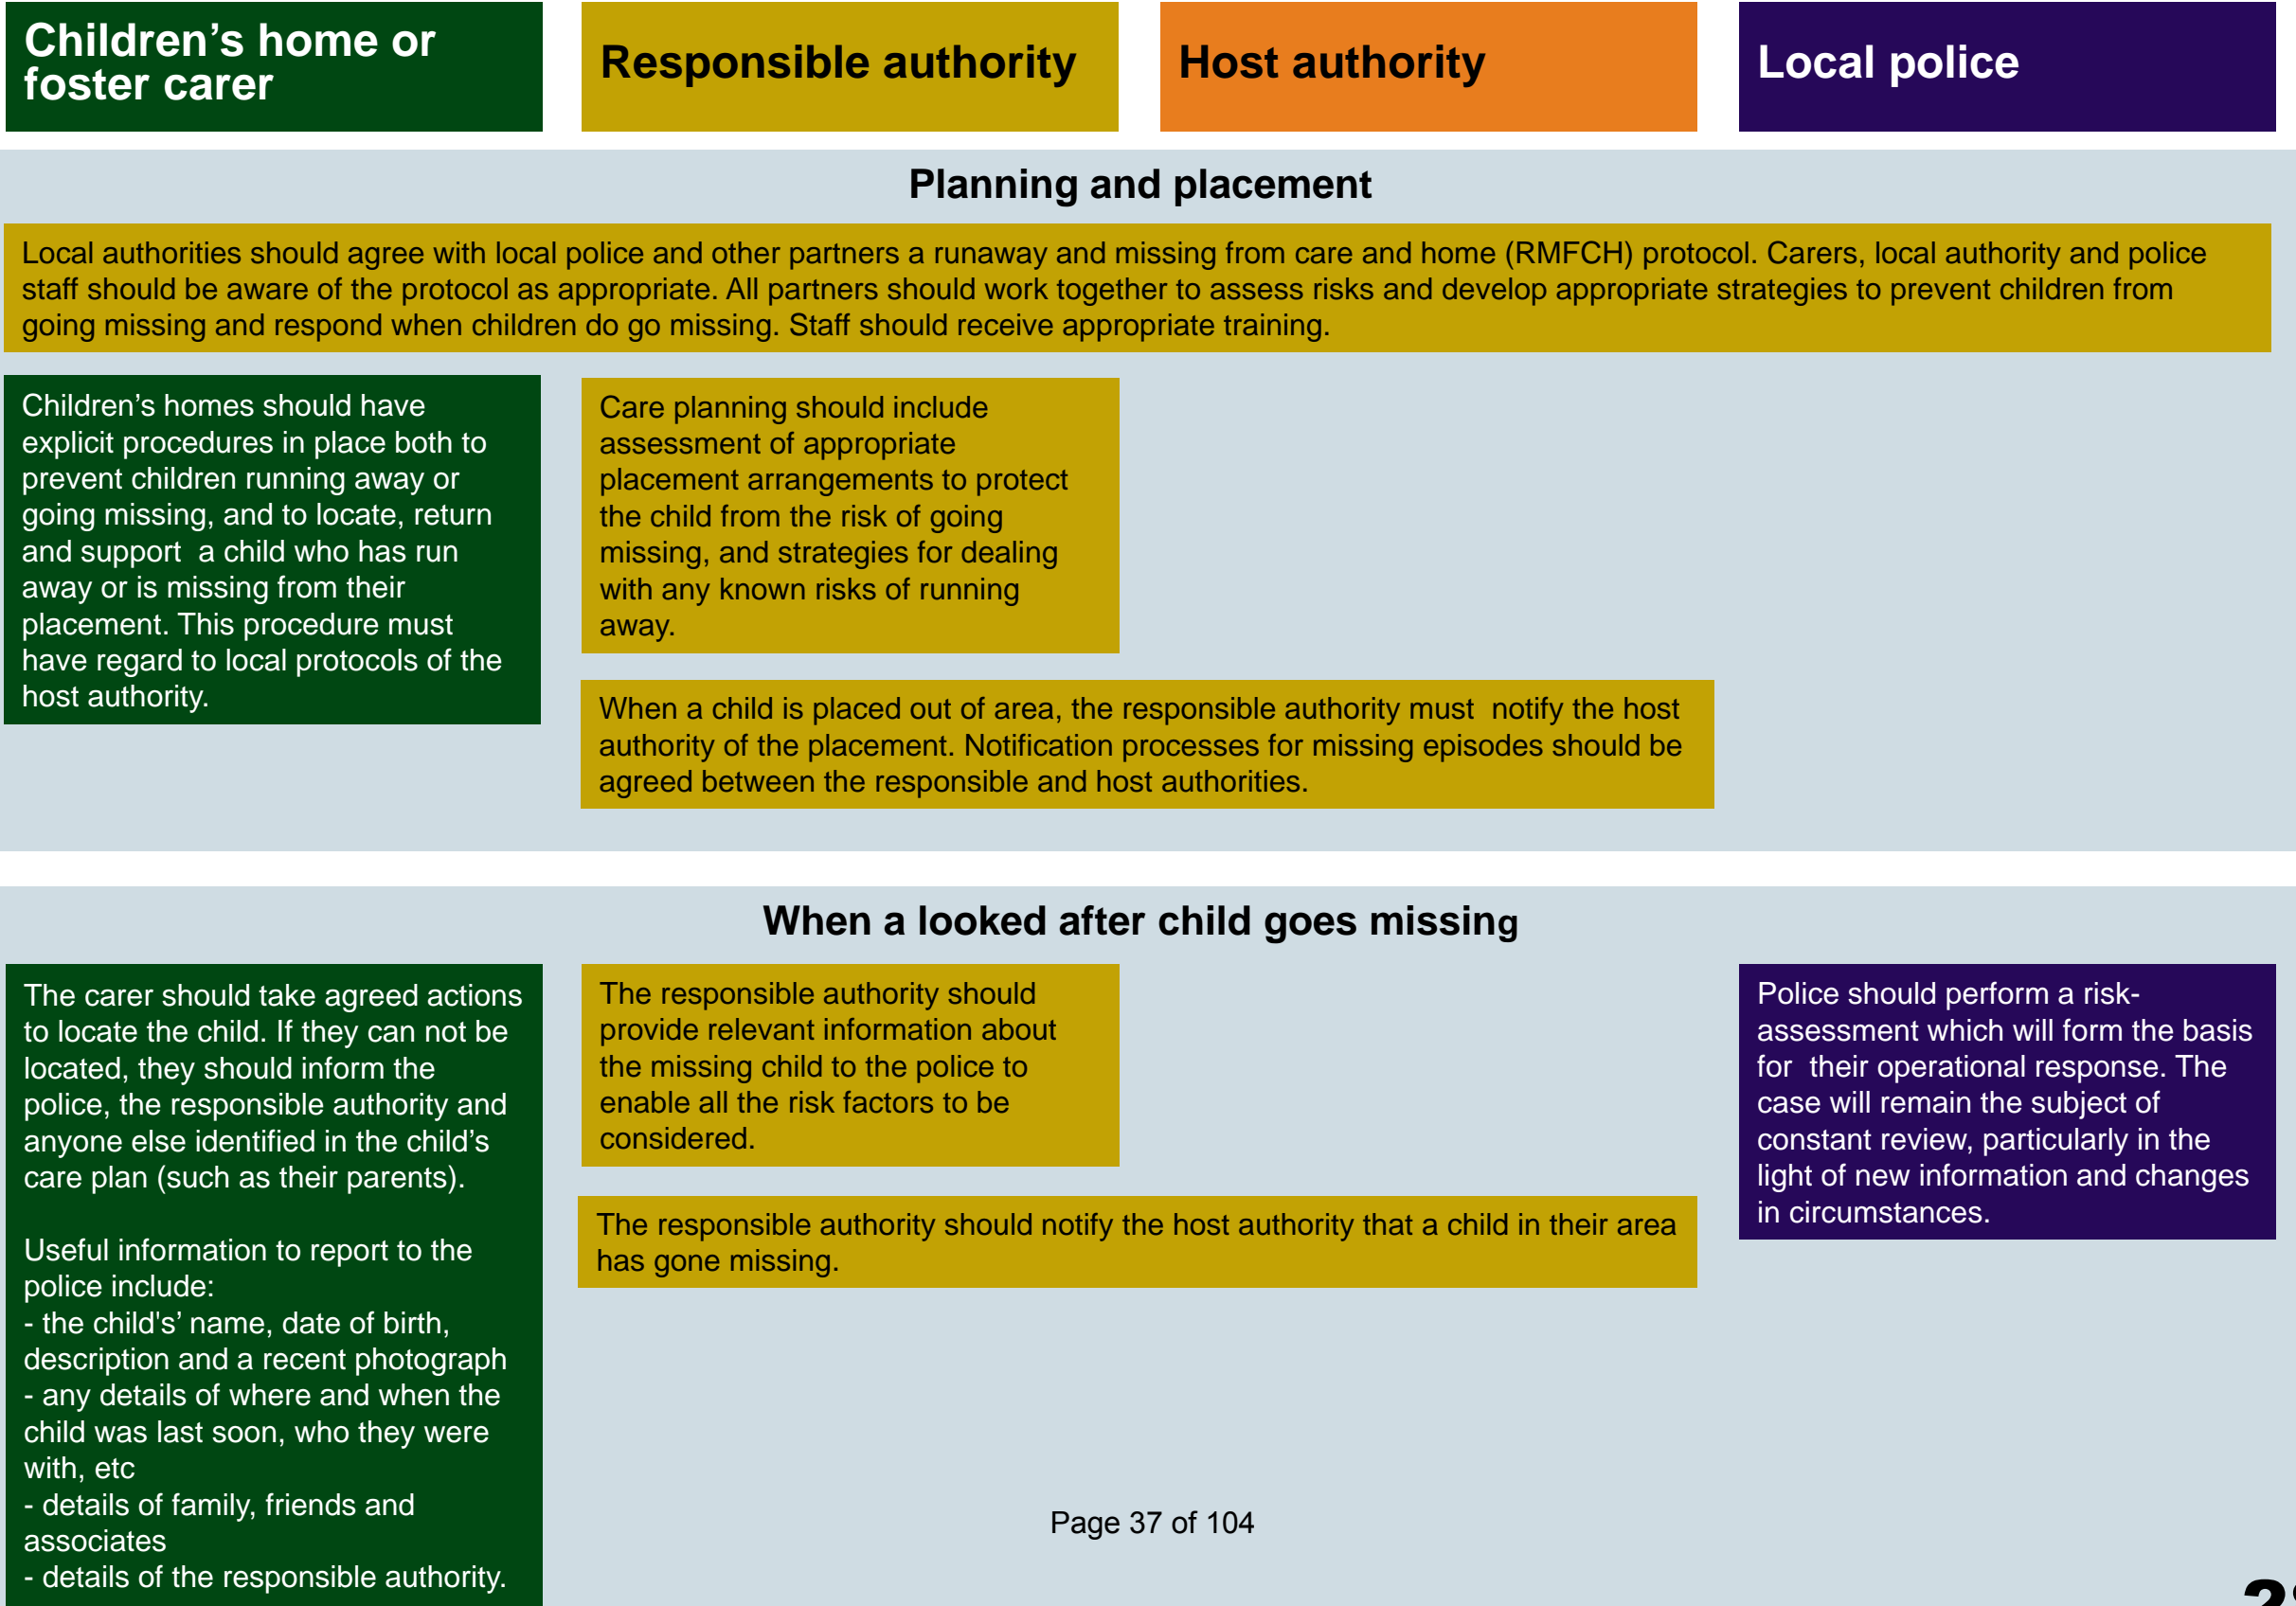 Children’s home or
foster carer
Responsible authority
Host authority
Local police
Planning and placement
Local authorities should agree with local police and other partners a runaway and missing from care and home (RMFCH) protocol. Carers, local authority and police
staff should be aware of the protocol as appropriate. All partners should work together to assess risks and develop appropriate strategies to prevent children from
going missing and respond when children do go missing. Staff should receive appropriate training.
Children’s homes should have
explicit procedures in place both to
prevent children running away or
going missing, and to locate, return
and support  a child who has run
away or is missing from their
placement. This procedure must
have regard to local protocols of the
host authority.
Care planning should include
assessment of appropriate
placement arrangements to protect
the child from the risk of going
missing, and strategies for dealing
with any known risks of running
away.
When a child is placed out of area, the responsible authority must  notify the host
authority of the placement. Notification processes for missing episodes should be
agreed between the responsible and host authorities.
When a looked after child goes missing
The carer should take agreed actions
to locate the child. If they can not be
located, they should inform the
police, the responsible authority and
anyone else identified in the child’s
care plan (such as their parents).
Useful information to report to the
police include:
- the child's’ name, date of birth,
description and a recent photograph
- any details of where and when the
child was last soon, who they were
with, etc
- details of family, friends and
associates
- details of the responsible authority.
The responsible authority should
provide relevant information about
the missing child to the police to
enable all the risk factors to be
considered.
The responsible authority should notify the host authority that a child in their area
has gone missing.
Police should perform a risk-
assessment which will form the basis
for  their operational response. The
case will remain the subject of
constant review, particularly in the
light of new information and changes
in circumstances.
Page 37 of 104